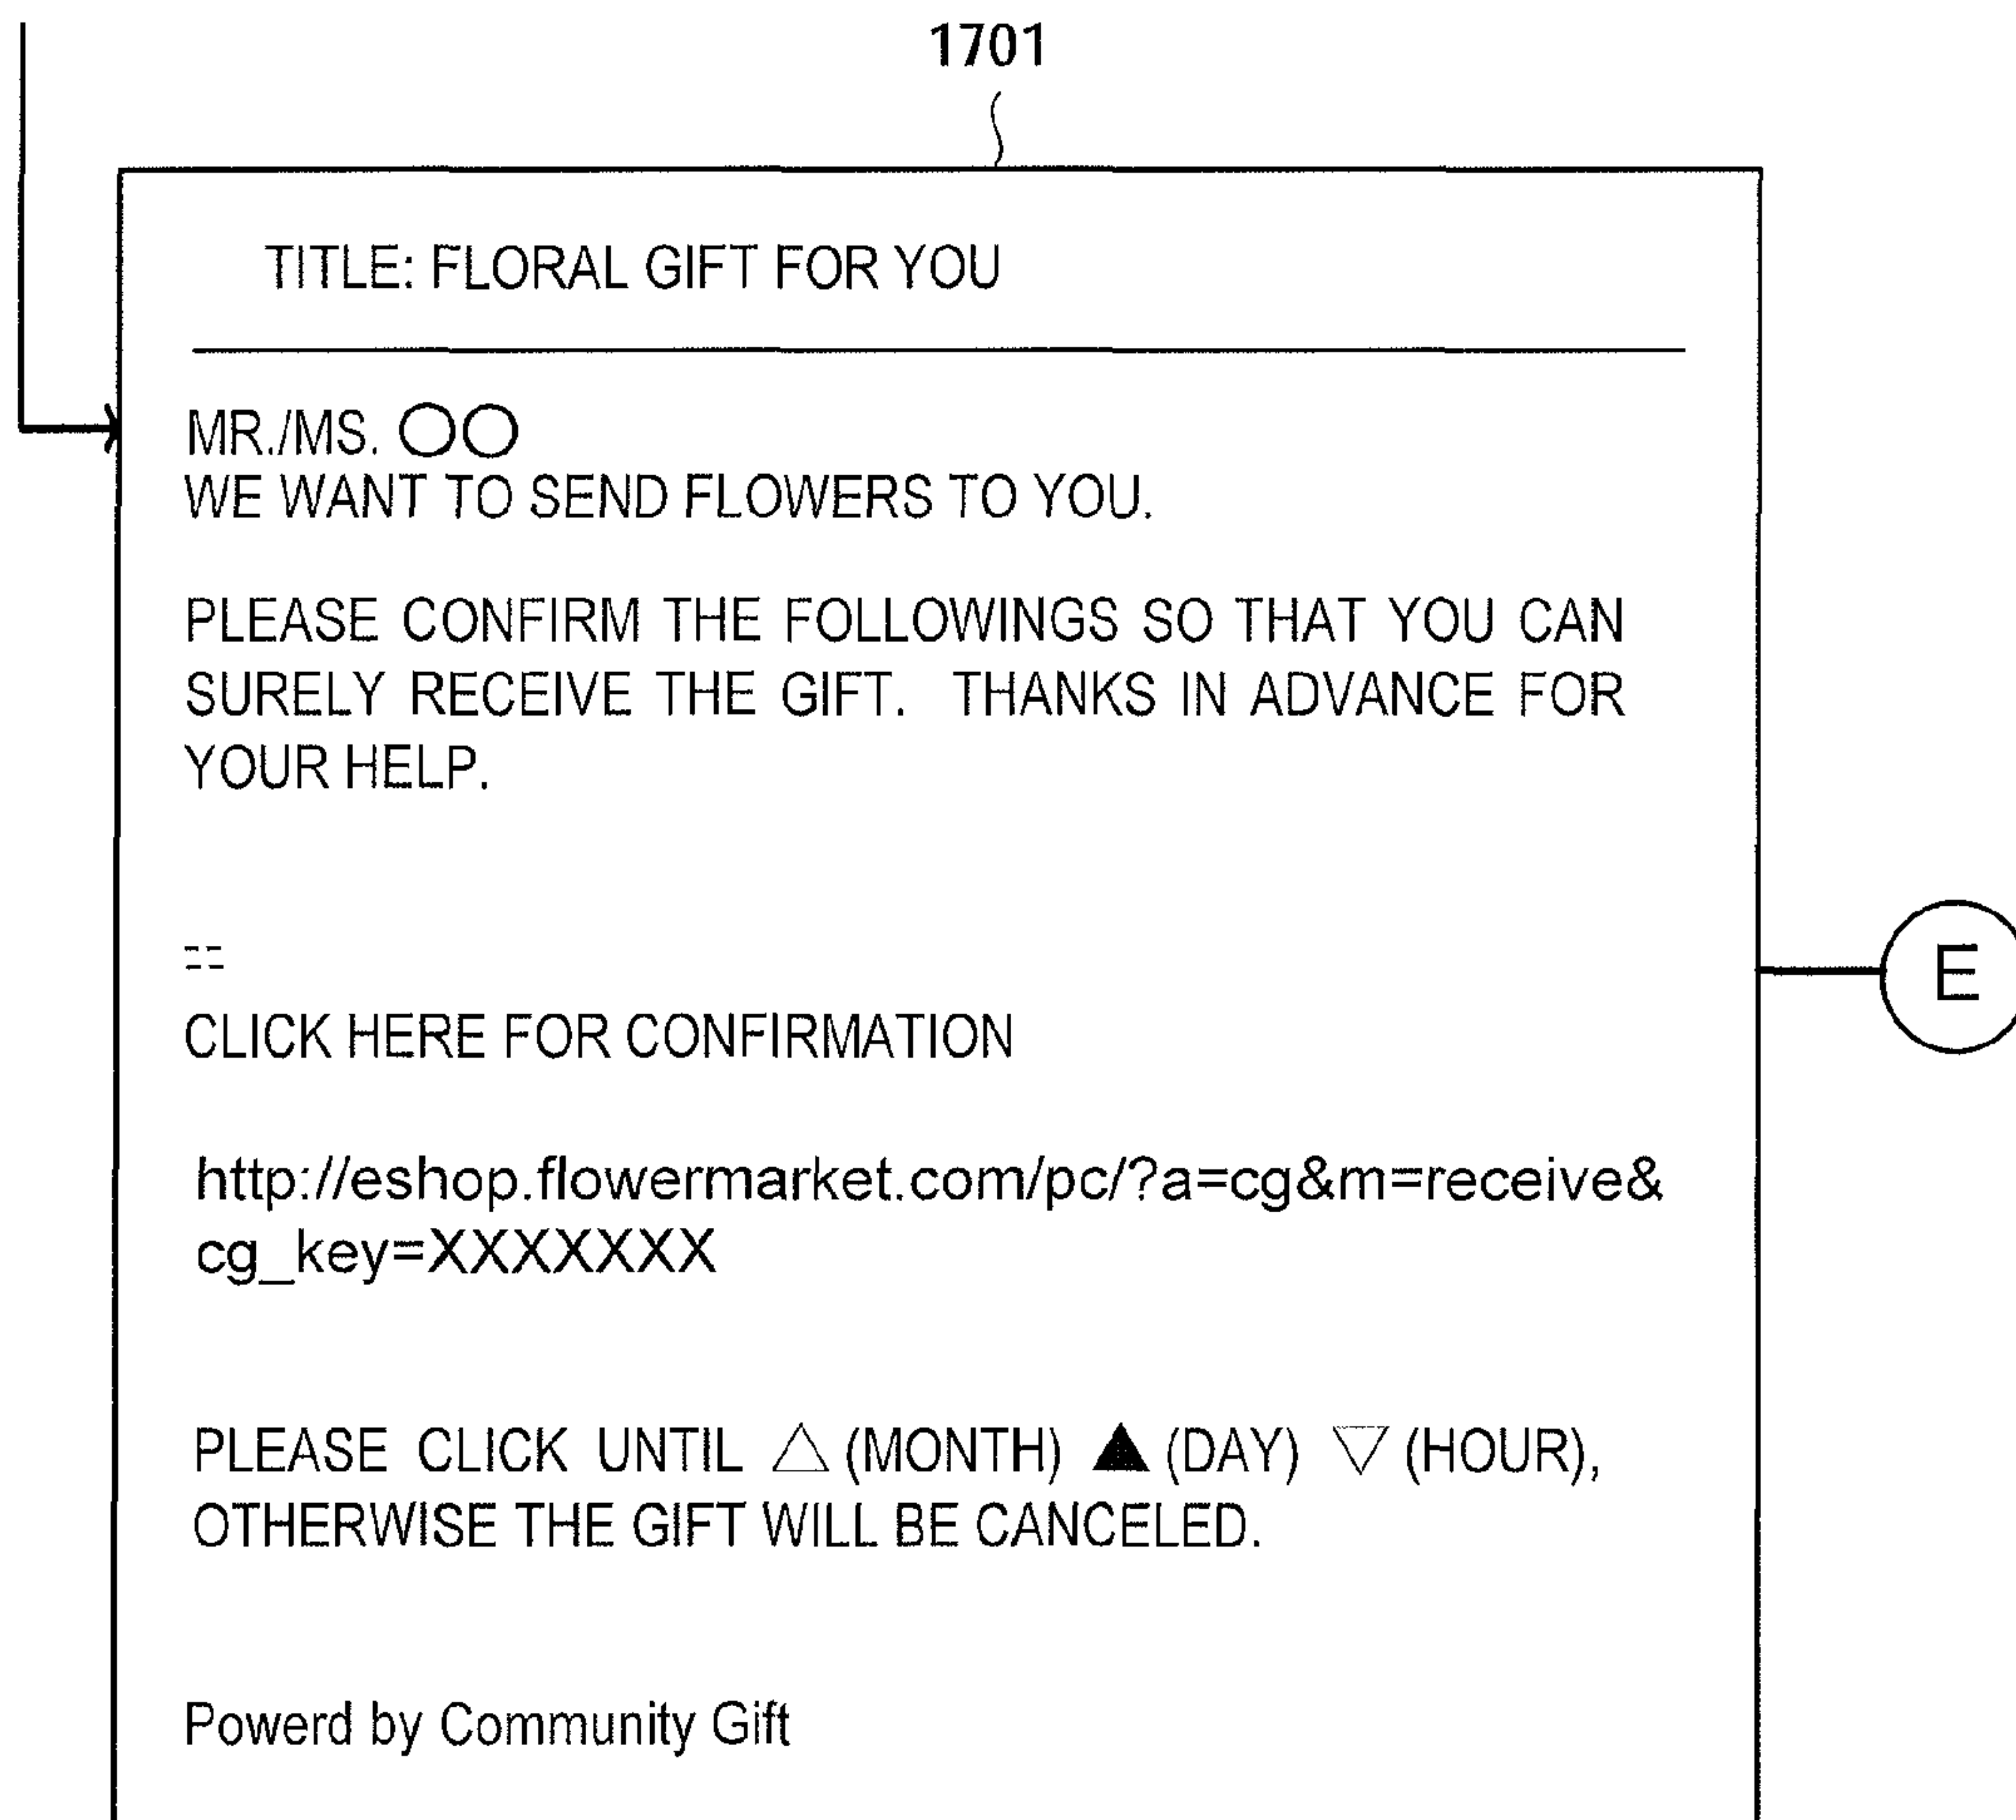 1701
TITLE: FLORAL GIFT FOR YOU
MR./MS. ○○
WE WANT TO SEND FLOWERS TO YOU.
PLEASE CONFIRM THE FOLLOWINGS SO THAT YOU CAN
SURELY RECEIVE THE GIFT. THANKS IN ADVANCE FOR
YOUR HELP.
==
E
CLICK HERE FOR CONFIRMATION
http://eshop.flowermarket.com/pc/?a=cg&m=receive&
cg_key=XXXXXXX
PLEASE CLICK UNTIL △ (MONTH) ▲ (DAY) ▽ (HOUR),
OTHERWISE THE GIFT WILL BE CANCELED.
Powerd by Community Gift